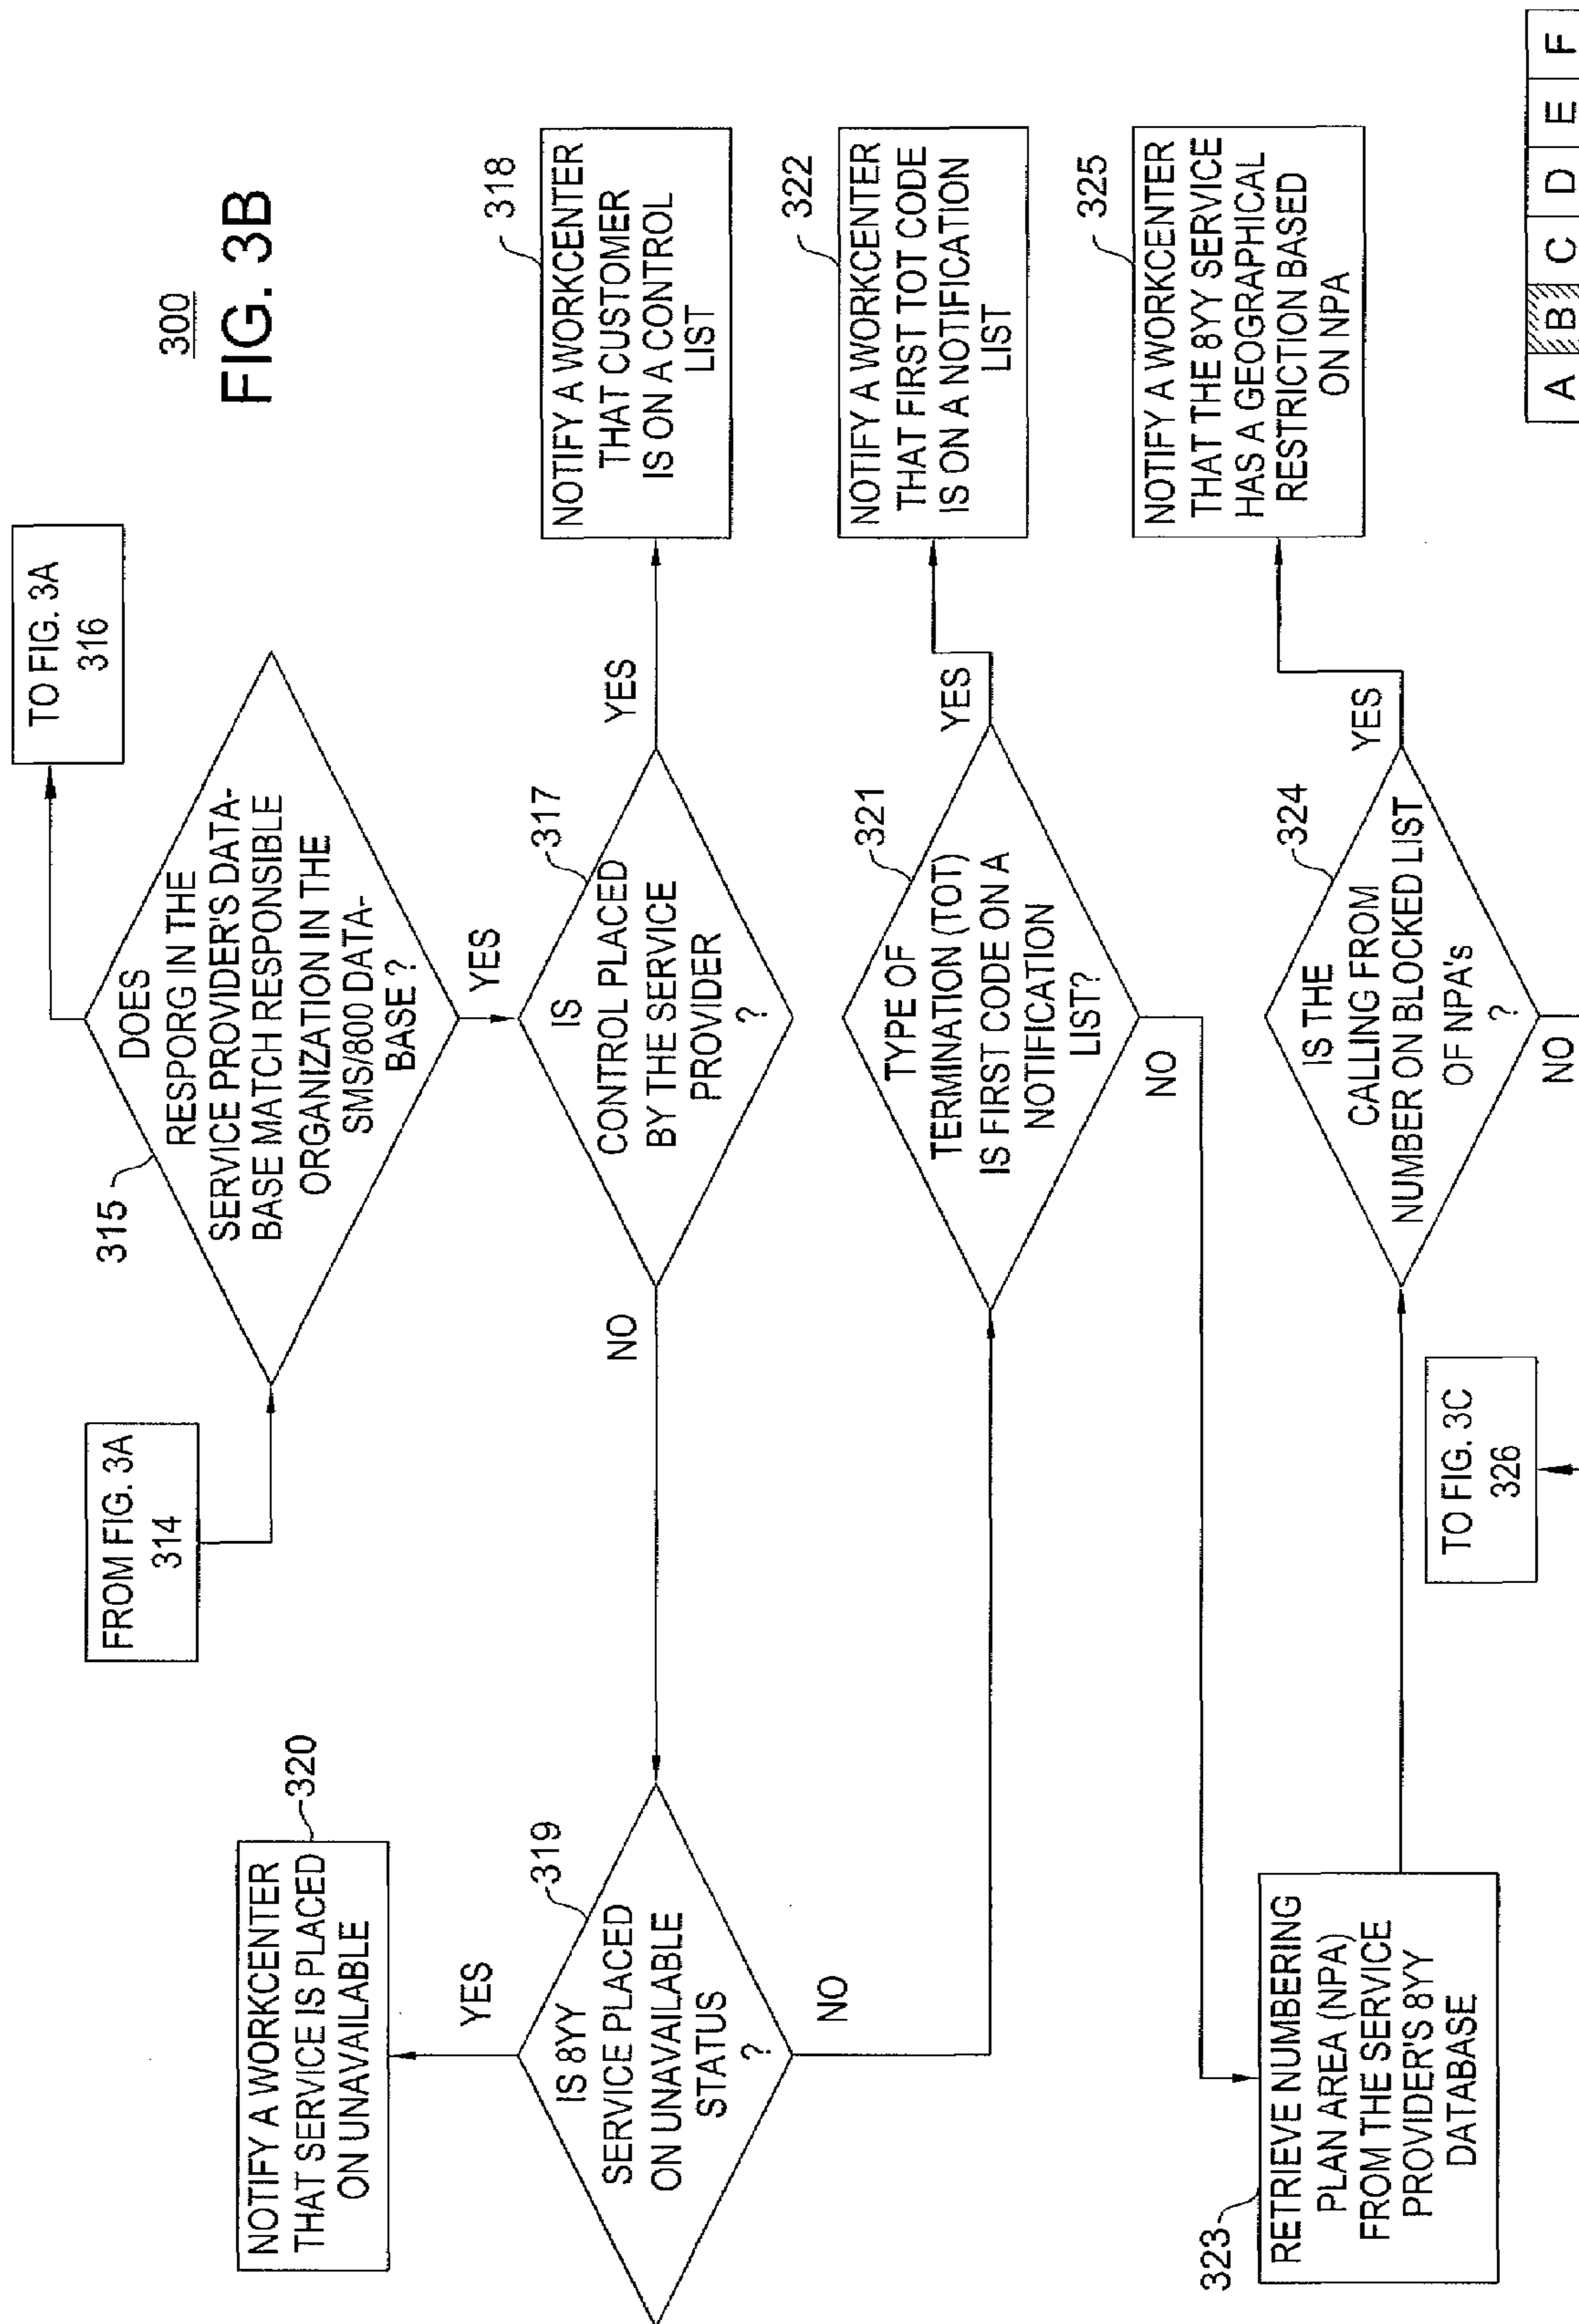 300
FIG. 3B
FROM FIG. 3A
314
TO FIG. 3A
316
315
DOES
RESPORG IN THE
SERVICE PROVIDER'S DATA-
BASE MATCH RESPONSIBLE
ORGANIZATION IN THE
SMS/800 DATA-
BASE ?
YES
317
IS
CONTROL PLACED
BY THE SERVICE
PROVIDER
?
YES
318
NOTIFY A WORKCENTER
THAT CUSTOMER
IS ON A CONTROL
LIST
NO
320
NOTIFY A WORKCENTER
THAT SERVICE IS PLACED
ON UNAVAILABLE
YES
319
IS 8YY
SERVICE PLACED
ON UNAVAILABLE
STATUS
?
NO
321
TYPE OF
TERMINATION (TOT)
IS FIRST CODE ON A
NOTIFICATION
LIST?
YES
322
NOTIFY A WORKCENTER
THAT FIRST TOT CODE
IS ON A NOTIFICATION
LIST
NO
323
RETRIEVE NUMBERING
PLAN AREA (NPA)
FROM THE SERVICE
PROVIDER'S 8YY
DATABASE
324
IS THE
CALLING FROM
NUMBER ON BLOCKED LIST
OF NPA's
?
YES
325
NOTIFY A WORKCENTER
THAT THE 8YY SERVICE
HAS A GEOGRAPHICAL
RESTRICTION BASED
ON NPA
NO
TO FIG. 3C
326
A B C D E F